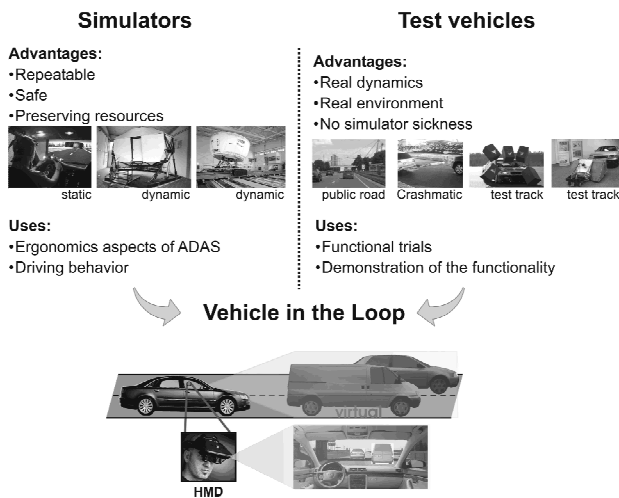 Simulators
Advantages:
•Repeatable
•Safe
•Preserving resources
static
dynamic
dynamic
Uses:
•Ergonomics aspects of ADAS
•Driving behavior
Test vehicles
Advantages:
•Real dynamics
•Real environment
•No simulator sickness
public road
Crashmatic
test track
test track
Uses:
•Functional trials
•Demonstration of the functionality
Vehicle in the Loop
virtual
HMD